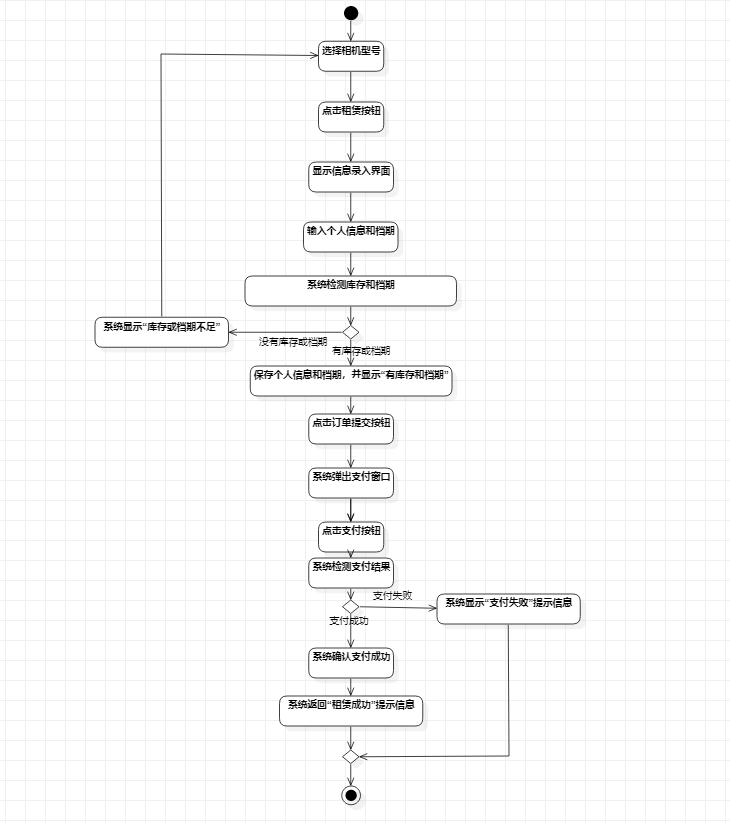 选择相机型号
点击租赁按钮
显示信息录入界面
输入个人信息和档期
系统检测库存和档期
系统显示“库存或档期不足”
没有库存或档期
有库存或档期
保存个人信息和档期，并显示“有库存和档期”
点击订单提交按钮
系统弹出支付窗口
点击支付按钮
系统检测支付结果
支付失败
系统显示“支付失败”提示信息
支付成功
系统确认支付成功
系统返回“租赁成功”提示信息